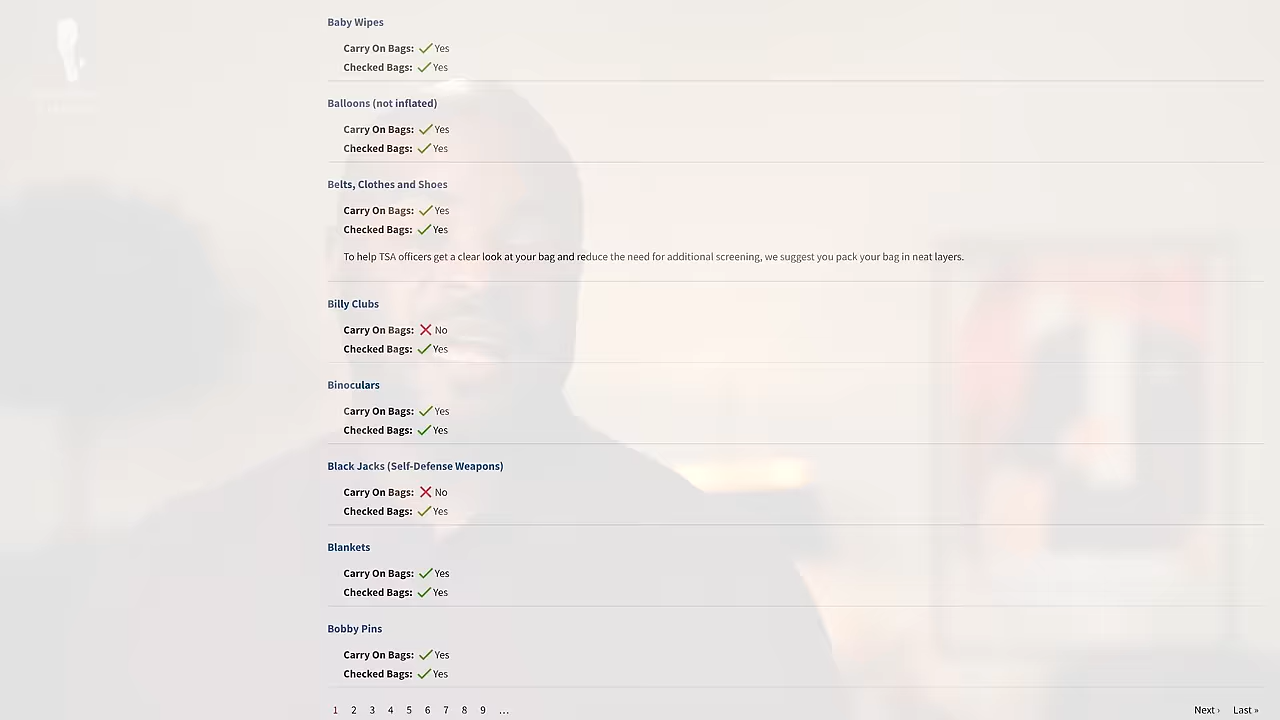 Baby Wipes
Carry On Bags: Yes
Checked Bags: Yes
Balloons (not inflated)
Carry On Bags: Yes
Checked Bags: Yes
Belts, Clothes and Shoes
Carry On Bags: Yes
Checked Bags: Yes
To help TSA officers get a clear look at your bag and reduce the need for additional screening, we suggest you pack your bag in neat layers.
Billy Clubs
Carry On Bags: No
Checked Bags: Yes
Binoculars
Carry On Bags: Yes
Checked Bags: Yes
Black Jacks (Self-Defense Weapons)
Carry On Bags: No
Checked Bags: Yes
Blankets
Carry On Bags: Yes
Checked Bags: Yes
Bobby Pins
Carry On Bags: Yes
Checked Bags: Yes
1 2 3 4 5 6 7 8 9 … Next › Last »